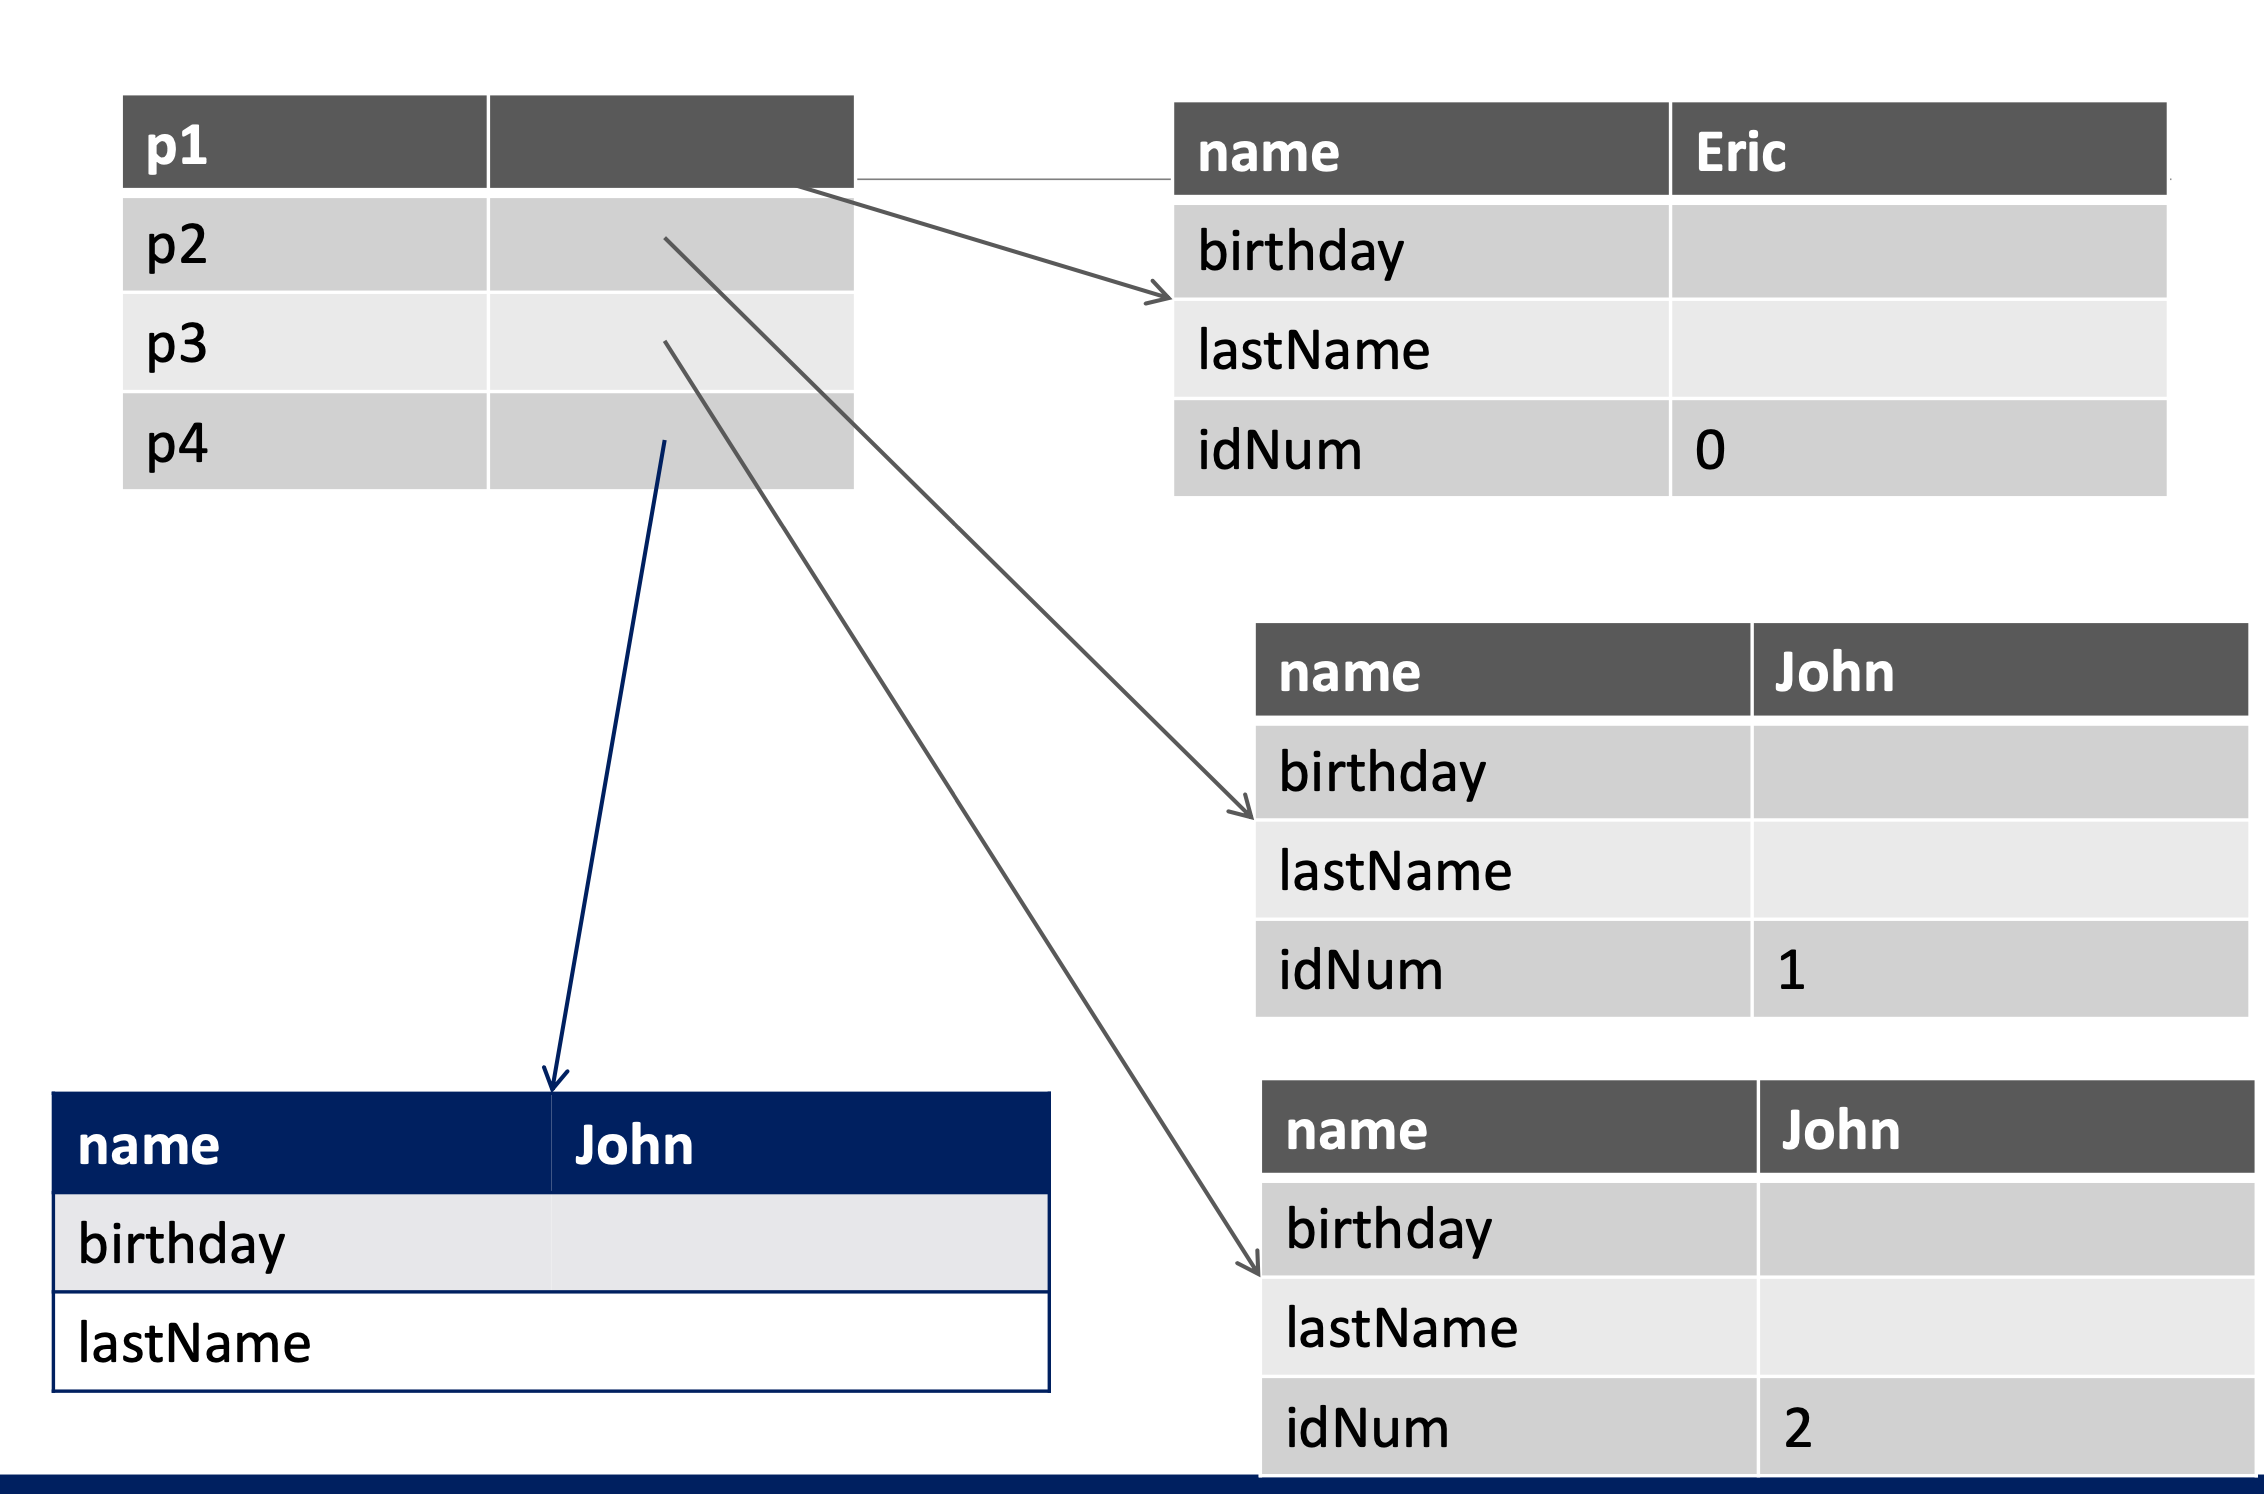 p1
p2
p3
p4
name Eric
birthday
lastName
idNum 0
name John
birthday
lastName
idNum 1
name John
birthday
lastName
name John
birthday
lastName
idNum 2